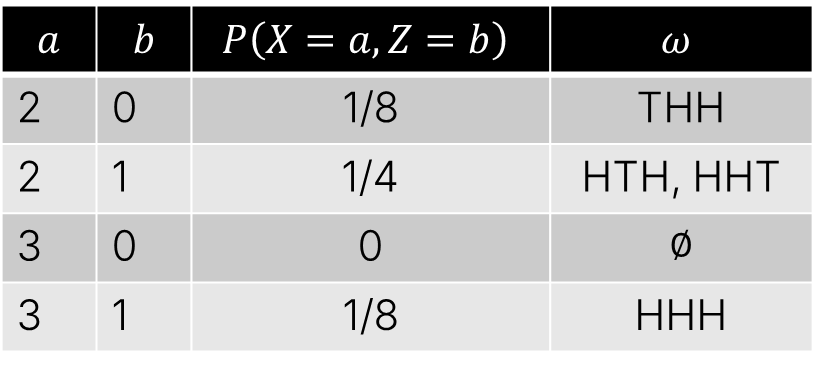 a b P(X = a, Z = b) ω
2 0 1/8 THH
2 1 1/4 HTH, HHT
3 0 0 ∅
3 1 1/8 HHH